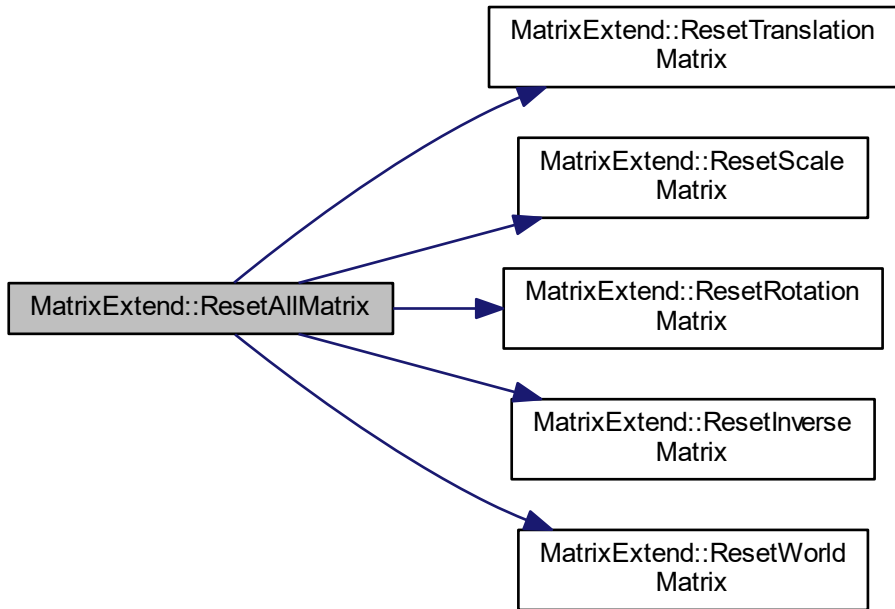 MatrixExtend::ResetTranslation
Matrix
MatrixExtend::ResetScale
Matrix
MatrixExtend::ResetAllMatrix
MatrixExtend::ResetRotation
Matrix
MatrixExtend::ResetInverse
Matrix
MatrixExtend::ResetWorld
Matrix